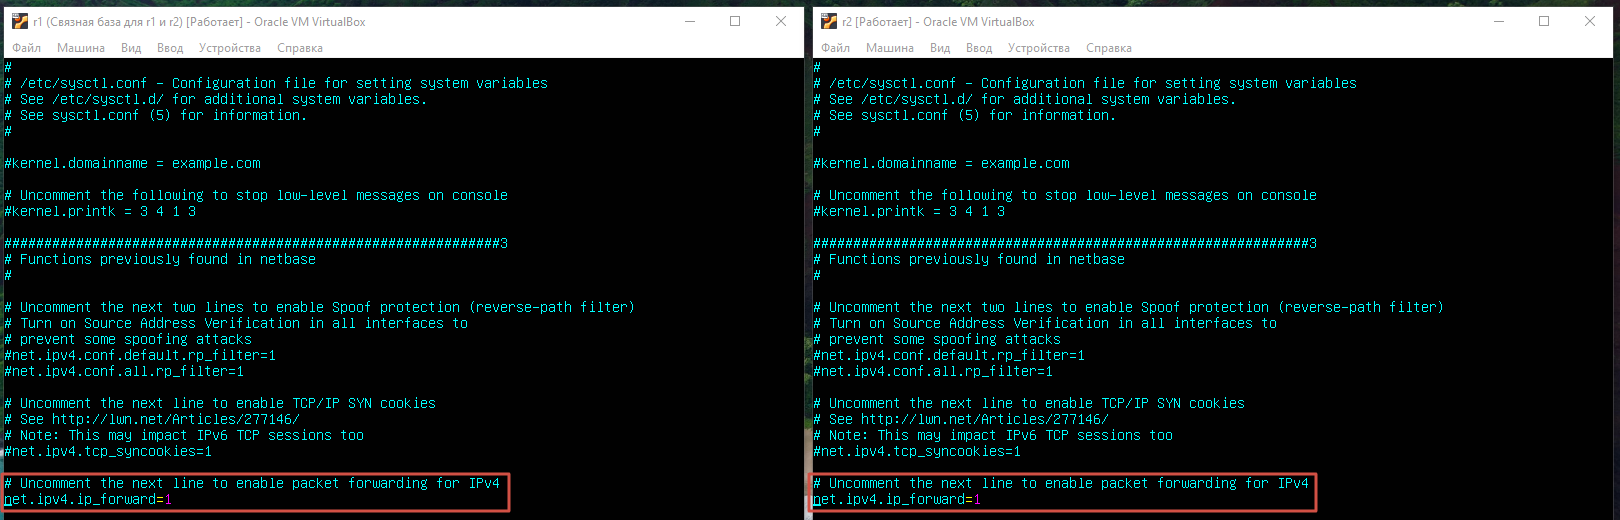 r1 (Связная база для r1 и r2) [Работает] - Oracle VM VirtualBox
Файл Машина Вид Ввод Устройства Справка
#
# /etc/sysctl.conf - Configuration file for setting system variables
# See /etc/sysctl.d/ for additional system variables.
# See sysctl.conf (5) for information.
#
#kernel.domainname = example.com
# Uncomment the following to stop low-level messages on console
#kernel.printk = 3 4 1 3
##############################################################3
# Functions previously found in netbase
#
# Uncomment the next two lines to enable Spoof protection (reverse-path filter)
# Turn on Source Address Verification in all interfaces to
# prevent some spoofing attacks
#net.ipv4.conf.default.rp_filter=1
#net.ipv4.conf.all.rp_filter=1
# Uncomment the next line to enable TCP/IP SYN cookies
# See http://lwn.net/Articles/277146/
# Note: This may impact IPv6 TCP sessions too
#net.ipv4.tcp_syncookies=1
# Uncomment the next line to enable packet forwarding for IPv4
net.ipv4.ip_forward=1
r2 [Работает] - Oracle VM VirtualBox
Файл Машина Вид Ввод Устройства Справка
#
# /etc/sysctl.conf - Configuration file for setting system variables
# See /etc/sysctl.d/ for additional system variables.
# See sysctl.conf (5) for information.
#
#kernel.domainname = example.com
# Uncomment the following to stop low-level messages on console
#kernel.printk = 3 4 1 3
##############################################################3
# Functions previously found in netbase
#
# Uncomment the next two lines to enable Spoof protection (reverse-path filter)
# Turn on Source Address Verification in all interfaces to
# prevent some spoofing attacks
#net.ipv4.conf.default.rp_filter=1
#net.ipv4.conf.all.rp_filter=1
# Uncomment the next line to enable TCP/IP SYN cookies
# See http://lwn.net/Articles/277146/
# Note: This may impact IPv6 TCP sessions too
#net.ipv4.tcp_syncookies=1
# Uncomment the next line to enable packet forwarding for IPv4
net.ipv4.ip_forward=1